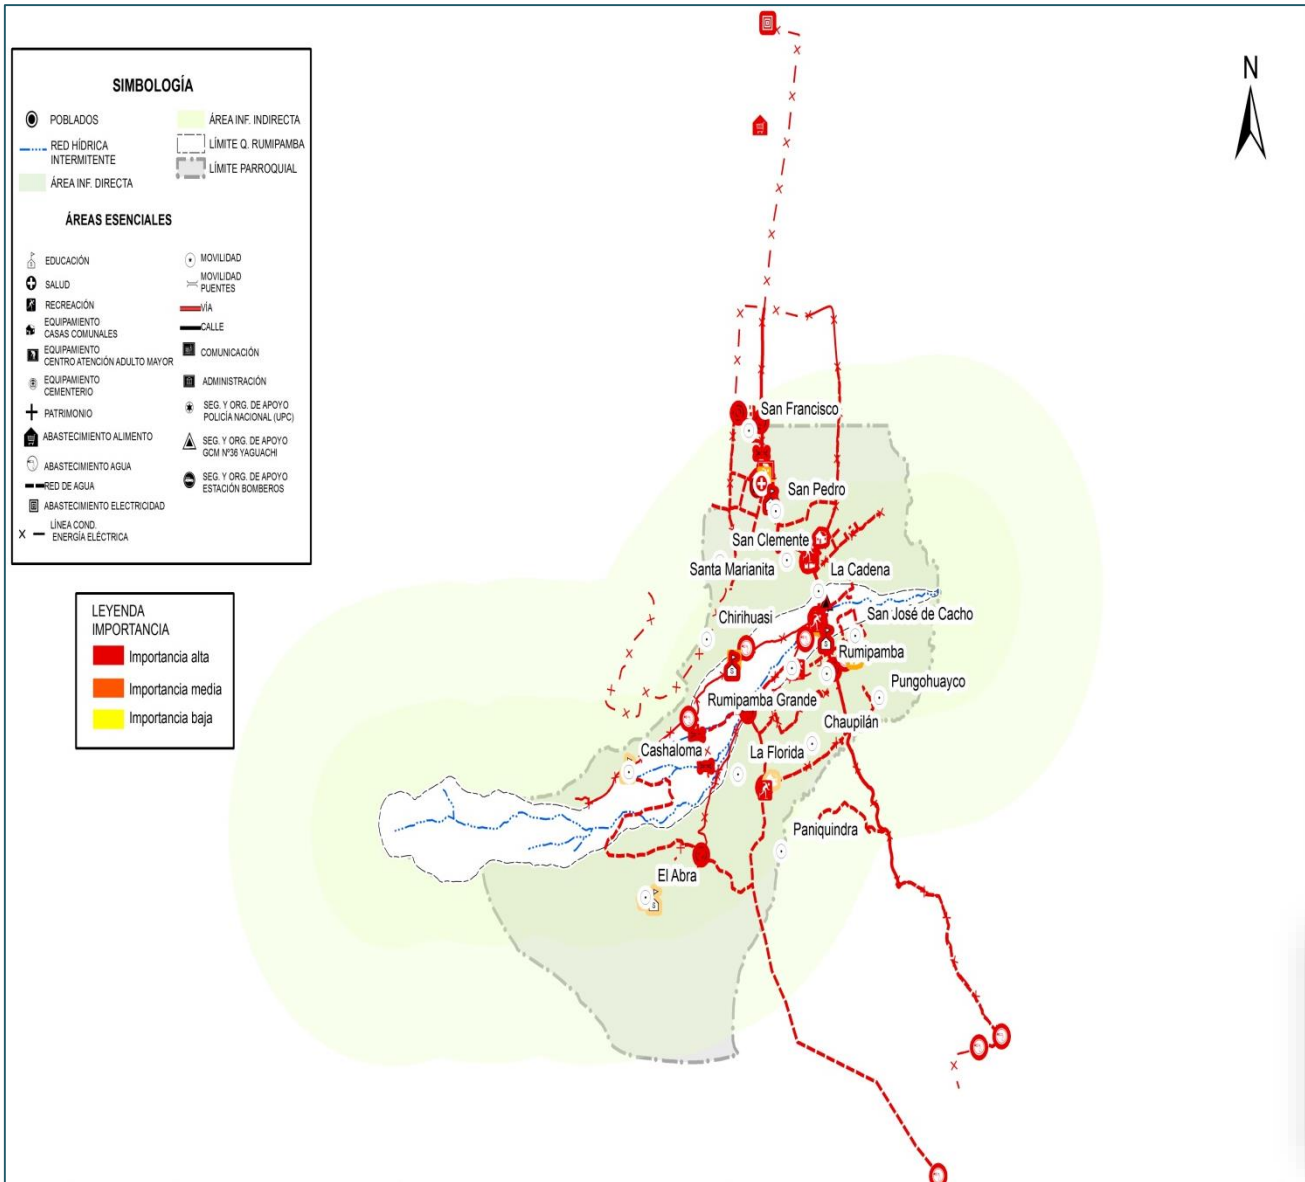 N
SIMBOLOGÍA
POBLADOS
RED HÍDRICA
INTERMITENTE
ÁREA INF. DIRECTA
ÁREA INF. INDIRECTA
LÍMITE Q. RUMIPAMBA
LÍMITE PARROQUIAL
ÁREAS ESENCIALES
EDUCACIÓN
SALUD
RECREACIÓN
EQUIPAMIENTO
CASAS COMUNALES
EQUIPAMIENTO
CENTRO ATENCIÓN ADULTO MAYOR
EQUIPAMIENTO
CEMENTERIO
PATRIMONIO
ABASTECIMIENTO ALIMENTO
ABASTECIMIENTO AGUA
RED DE AGUA
ABASTECIMIENTO ELECTRICIDAD
LÍNEA COND.
ENERGÍA ELÉCTRICA
MOVILIDAD
MOVILIDAD
PUENTES
VÍA
CALLE
COMUNICACIÓN
ADMINISTRACIÓN
SEG. Y ORG. DE APOYO
POLICÍA NACIONAL (UPC)
SEG. Y ORG. DE APOYO
GCM Nº36 YAGUACHI
SEG. Y ORG. DE APOYO
ESTACIÓN BOMBEROS
LEYENDA
IMPORTANCIA
Importancia alta
Importancia media
Importancia baja
San Francisco
San Pedro
San Clemente
Santa Marianita
La Cadena
Chirihuasi
San José de Cacho
Rumipamba
Pungohuayco
Rumipamba Grande
Chaupilán
Cashaloma
La Florida
Paniquindra
El Abra